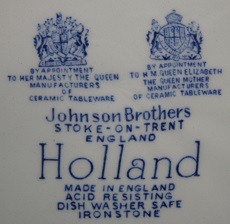 BY APPOINTMENT
TO HER MAJESTY THE QUEEN
MANUFACTURERS
OF
CERAMIC TABLEWARE
BY APPOINTMENT
TO H.M. QUEEN ELIZABETH
THE QUEEN MOTHER
MANUFACTURERS
OF CERAMIC TABLEWARE
Johnson Brothers
STOKE-ON-TRENT
ENGLAND
Holland
MADE IN ENGLAND
ACID RESISTING
DISH WASHER SAFE
IRONSTONE